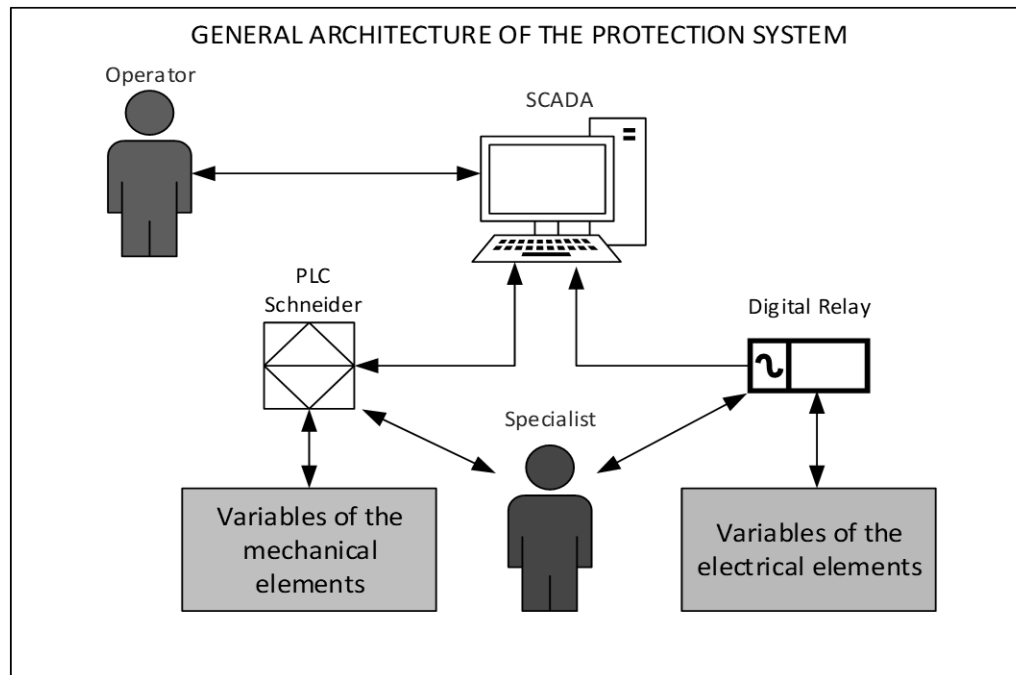 GENERAL ARCHITECTURE OF THE PROTECTION SYSTEM
Operator
SCADA
PLC
Schneider
Digital Relay
Specialist
Variables of the
mechanical
elements
Variables of the
electrical elements